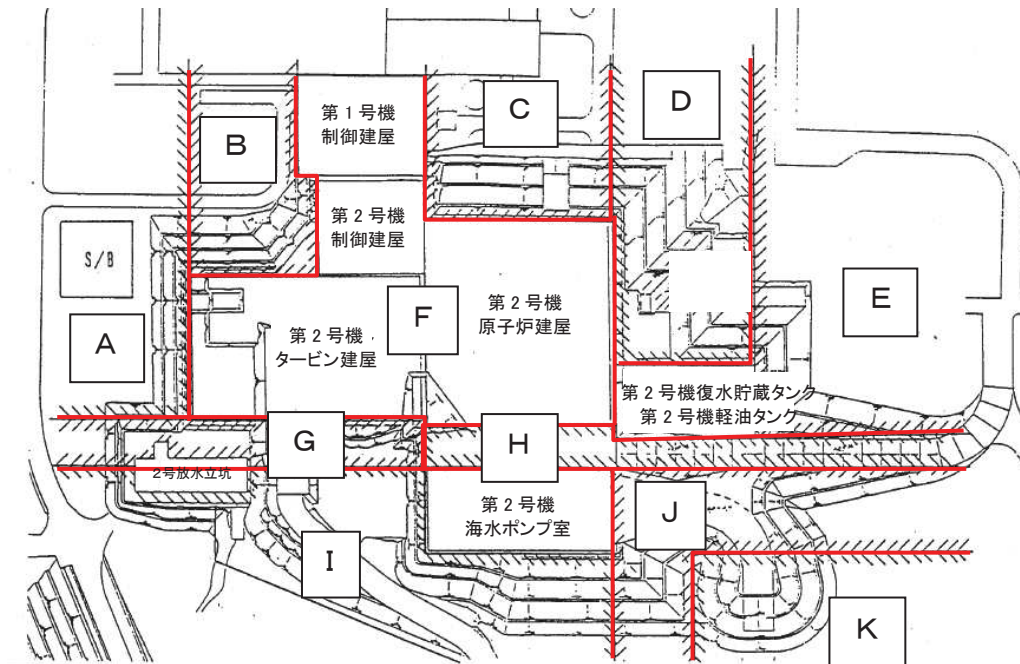 第１号機
制御建屋
C
D
B
第２号機
制御建屋
S/B
E
F
第２号機
原子炉建屋
A
第２号機
タービン建屋
第２号機復水貯蔵タンク
第２号機軽油タンク
G
H
２号放水立坑
第２号機
海水ポンプ室
J
I
K